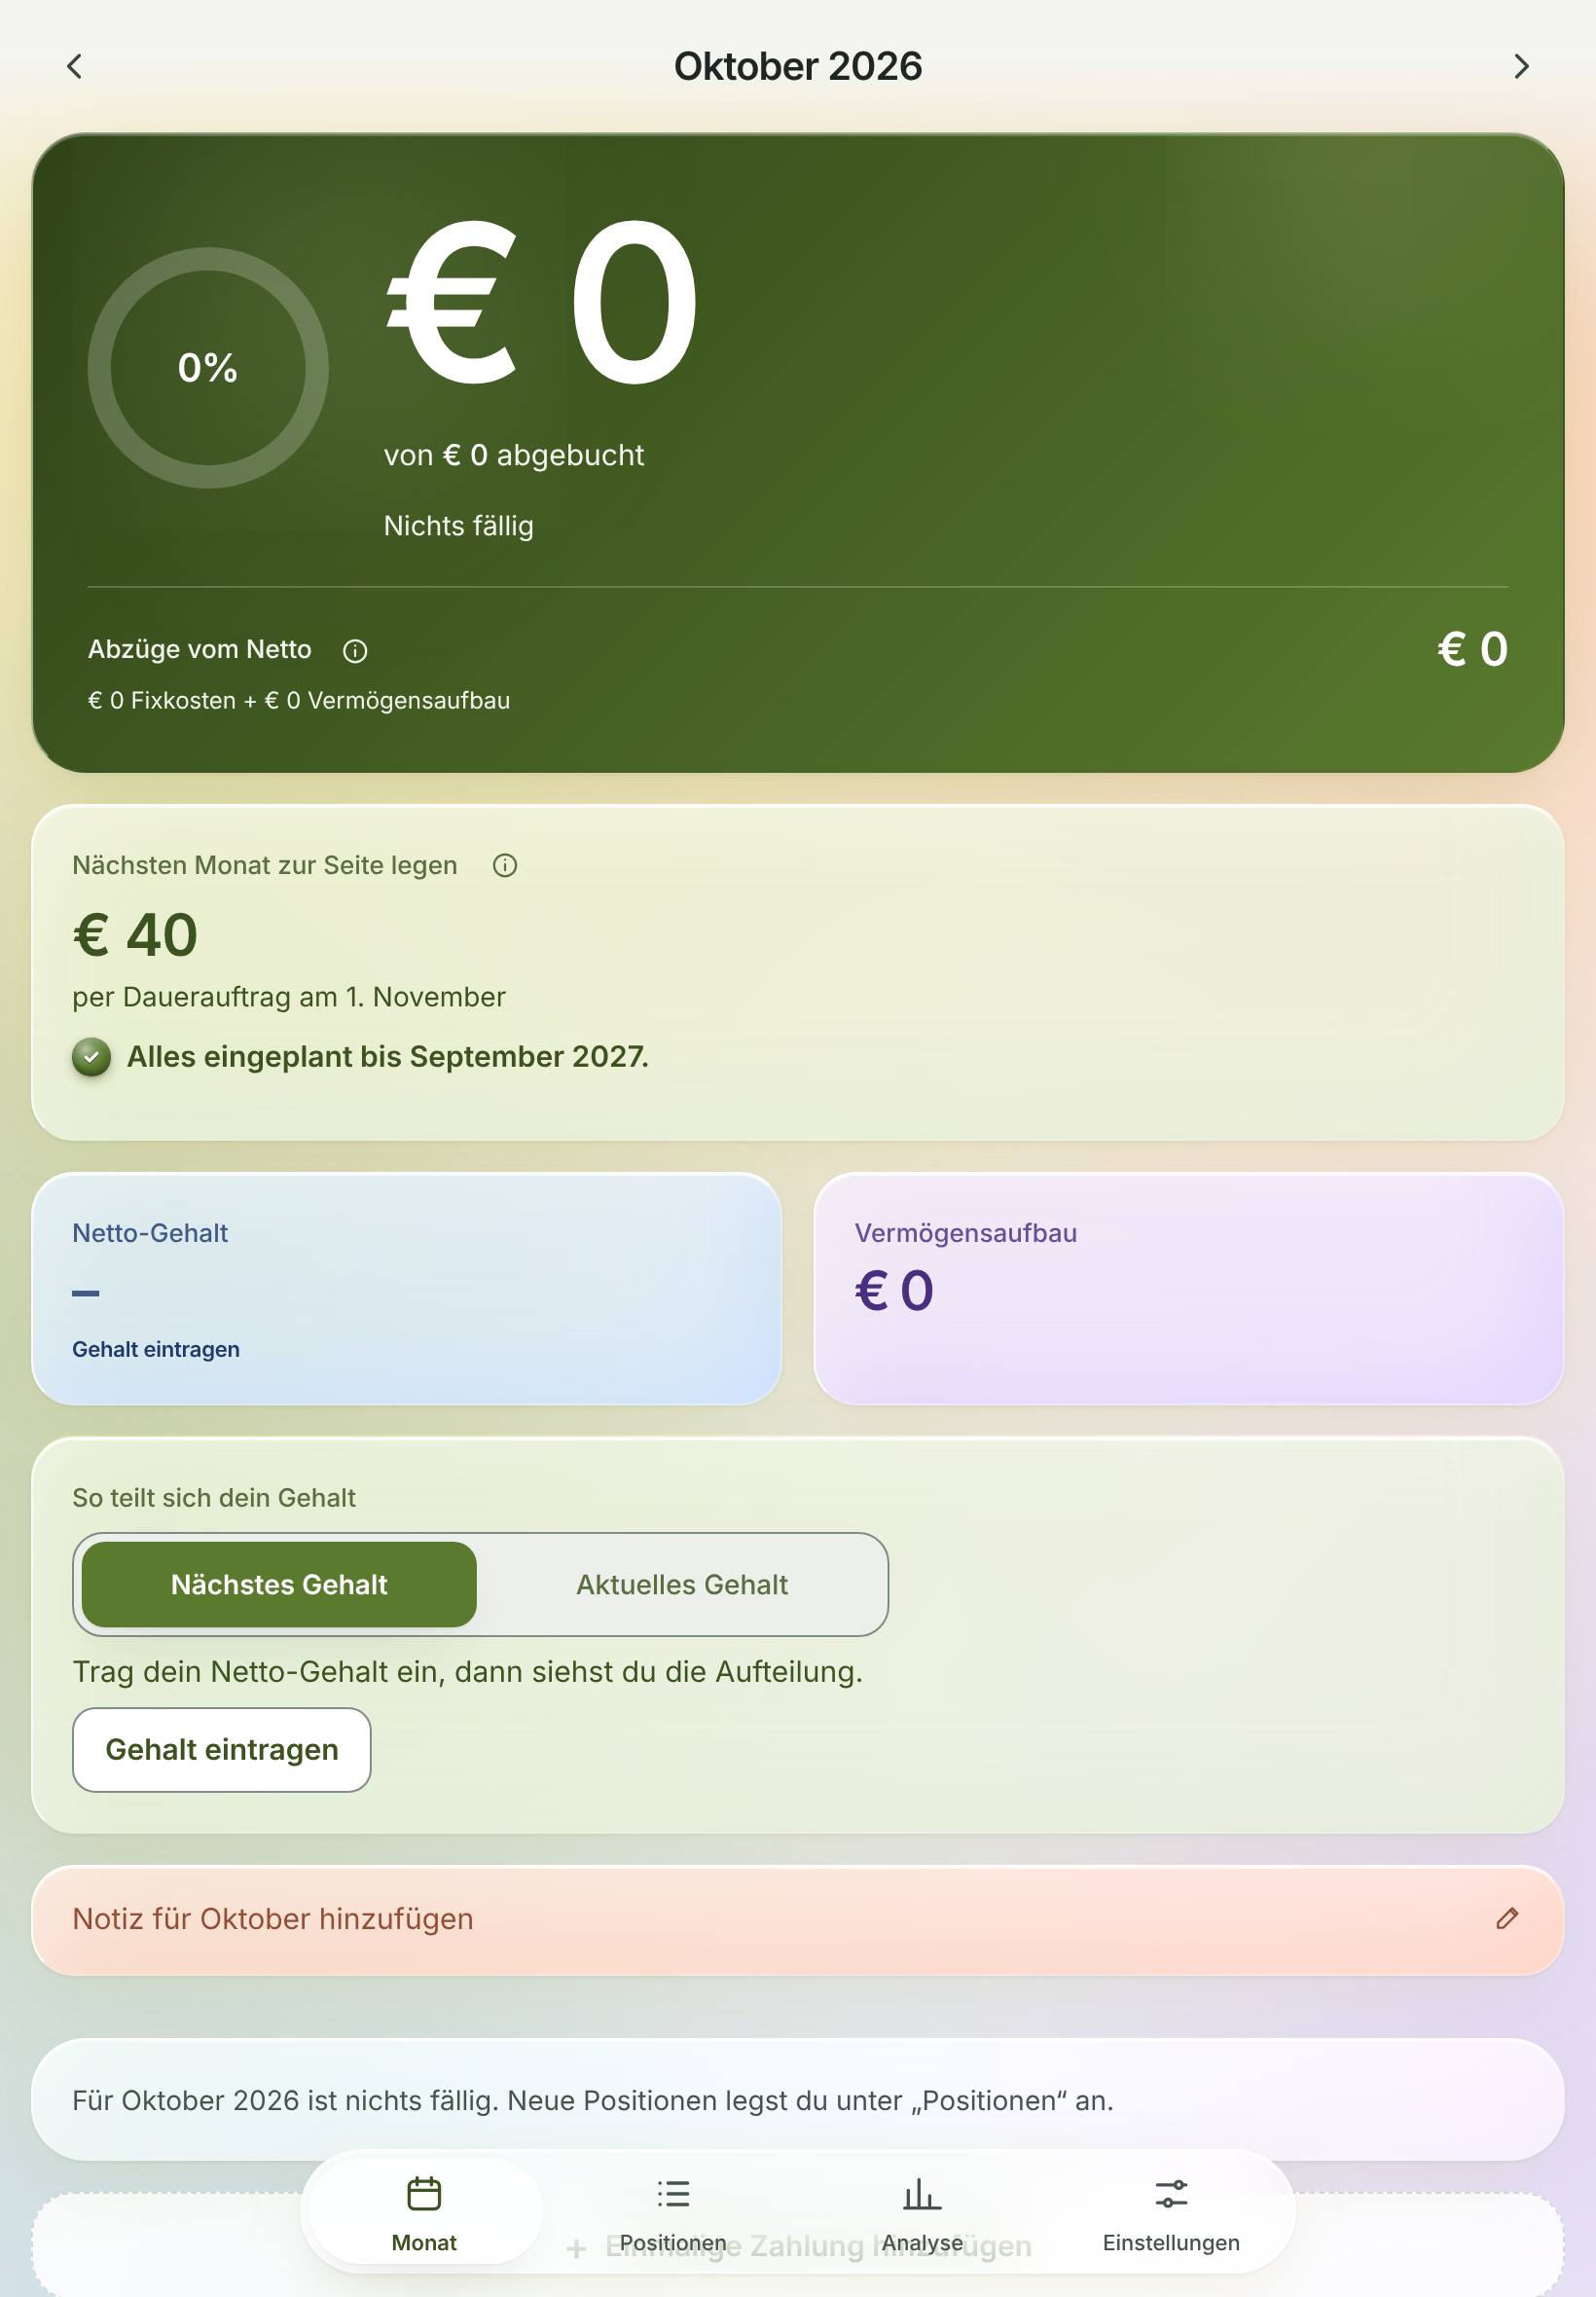 Oktober 2026
0%
€ 0
von € 0 abgebucht
Nichts fällig
Abzüge vom Netto
€ 0
€ 0 Fixkosten + € 0 Vermögensaufbau
Nächsten Monat zur Seite legen
€ 40
per Dauerauftrag am 1. November
Alles eingeplant bis September 2027.
Netto-Gehalt
–
Gehalt eintragen
Vermögensaufbau
€ 0
So teilt sich dein Gehalt
Nächstes Gehalt
Aktuelles Gehalt
Trag dein Netto-Gehalt ein, dann siehst du die Aufteilung.
Gehalt eintragen
Notiz für Oktober hinzufügen
Für Oktober 2026 ist nichts fällig. Neue Positionen legst du unter „Positionen“ an.
+ Einmalige Zahlung hinzufügen
Monat
Positionen
Analyse
Einstellungen